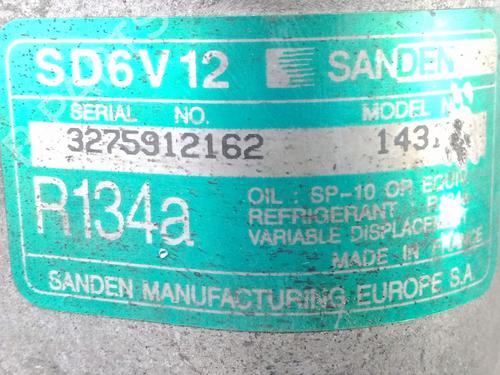 SD6V12 SANDEN
SERIAL NO. MODEL
3275912162 143
R134a
OIL : SP-10 OR EQUIV
REFRIGERANT :
VARIABLE DISPLACEMENT
MADE IN FRANCE
SANDEN MANUFACTURING EUROPE S.A.